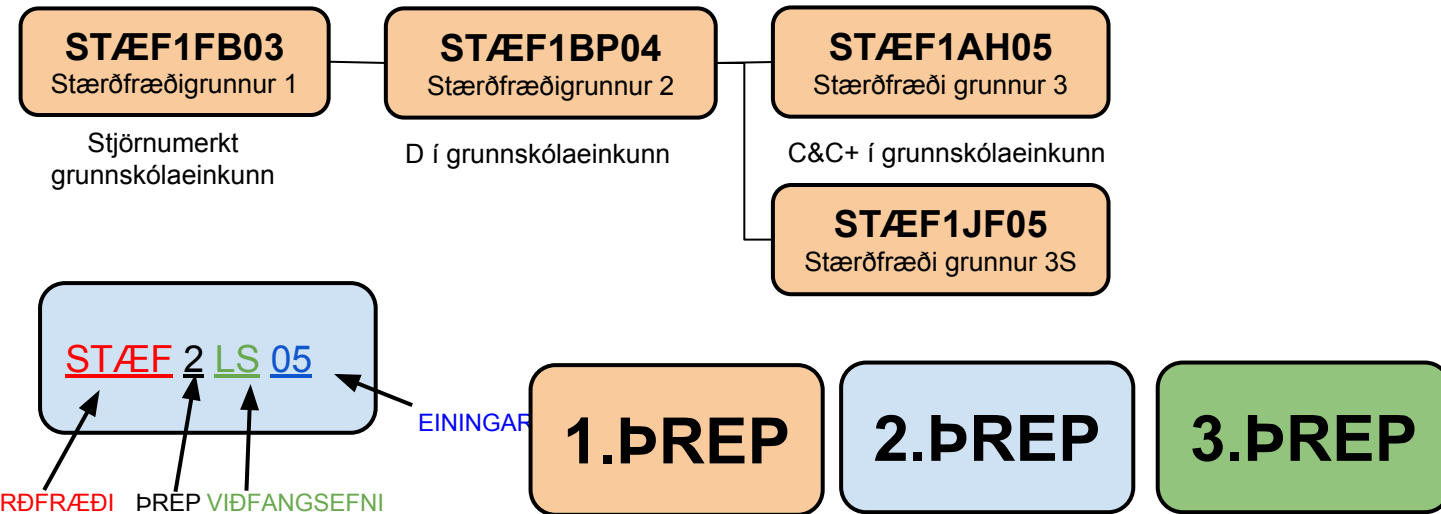 STÆF1FB03
Stærðfræðigrunnur 1
STÆF1BP04
Stærðfræðigrunnur 2
STÆF1AH05
Stærðfræði grunnur 3
Stjörnumerkt
grunnskólaeinkunn
D í grunnskólaeinkunn
C&C+ í grunnskólaeinkunn
STÆF1JF05
Stærðfræði grunnur 3S
STÆF 2 LS 05
EININGAR
RÐFRÆÐI ÞREP VIÐFANGSEFNI
1.ÞREP
2.ÞREP
3.ÞREP